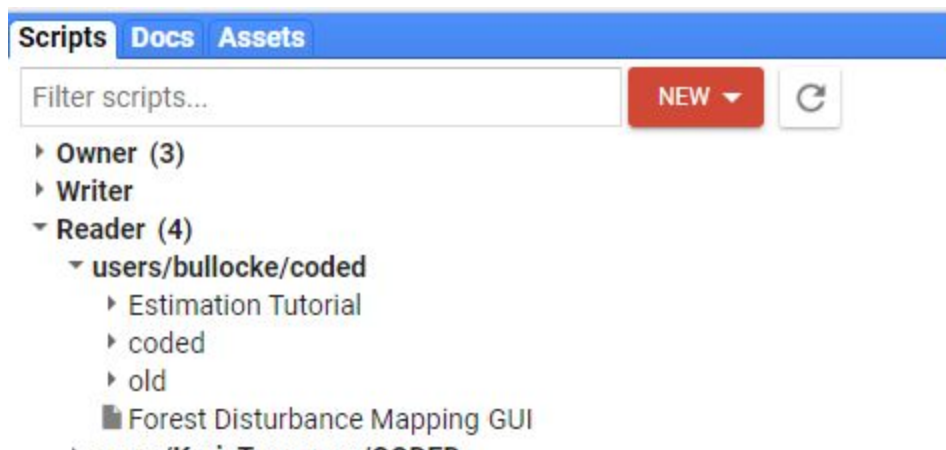 Scripts Docs Assets
Filter scripts... NEW
Owner (3)
Writer
Reader (4)
users/bullocke/coded
Estimation Tutorial
coded
old
Forest Disturbance Mapping GUI